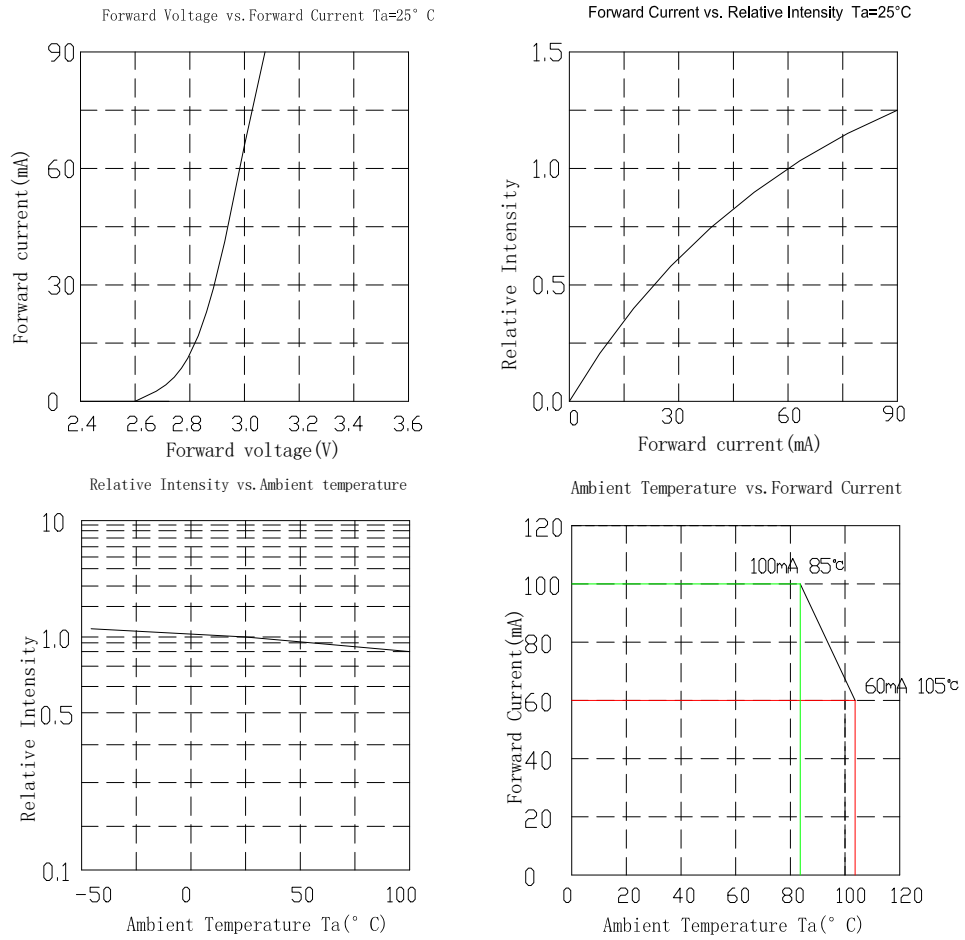 Forward Voltage vs.Forward Current Ta=25° C
90
60
30
0
Forward current(mA)
2.4 2.6 2.8 3.0 3.2 3.4 3.6
Forward voltage(V)
Forward Current vs. Relative Intensity Ta=25°C
1.5
1.0
0.5
0.0
Relative Intensity
0 30 60 90
Forward current(mA)
Relative Intensity vs.Ambient temperature
10
1.0
0.5
0.1
Relative Intensity
-50 0 50 100
Ambient Temperature Ta(° C)
Ambient Temperature vs.Forward Current
120
100
80
60
40
20
0
Forward Current(mA)
100mA 85℃
60mA 105℃
0 20 40 60 80 100 120
Ambient Temperature Ta(° C)